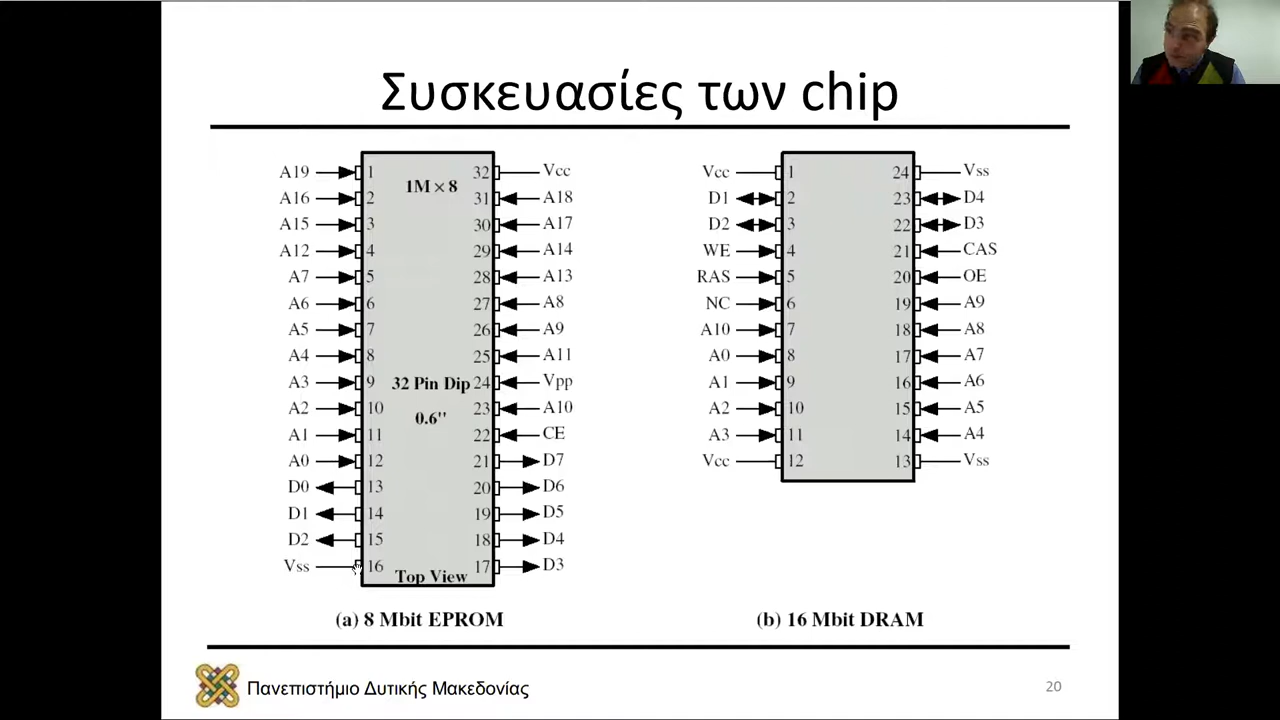 Συσκευασίες των chip
A19 1 32 Vcc
1M × 8
A16 2 31 A18
A15 3 30 A17
A12 4 29 A14
A7 5 28 A13
A6 6 27 A8
A5 7 26 A9
A4 8 25 A11
A3 9 32 Pin Dip 24 Vpp
A2 10 23 A10
0.6"
A1 11 22 CE
A0 12 21 D7
D0 13 20 D6
D1 14 19 D5
D2 15 18 D4
Vss 16 17 D3
Top View
(a) 8 Mbit EPROM
Vcc 1 24 Vss
D1 2 23 D4
D2 3 22 D3
WE 4 21 CAS
RAS 5 20 OE
NC 6 19 A9
A10 7 18 A8
A0 8 17 A7
A1 9 16 A6
A2 10 15 A5
A3 11 14 A4
Vcc 12 13 Vss
(b) 16 Mbit DRAM
Πανεπιστήμιο Δυτικής Μακεδονίας
20